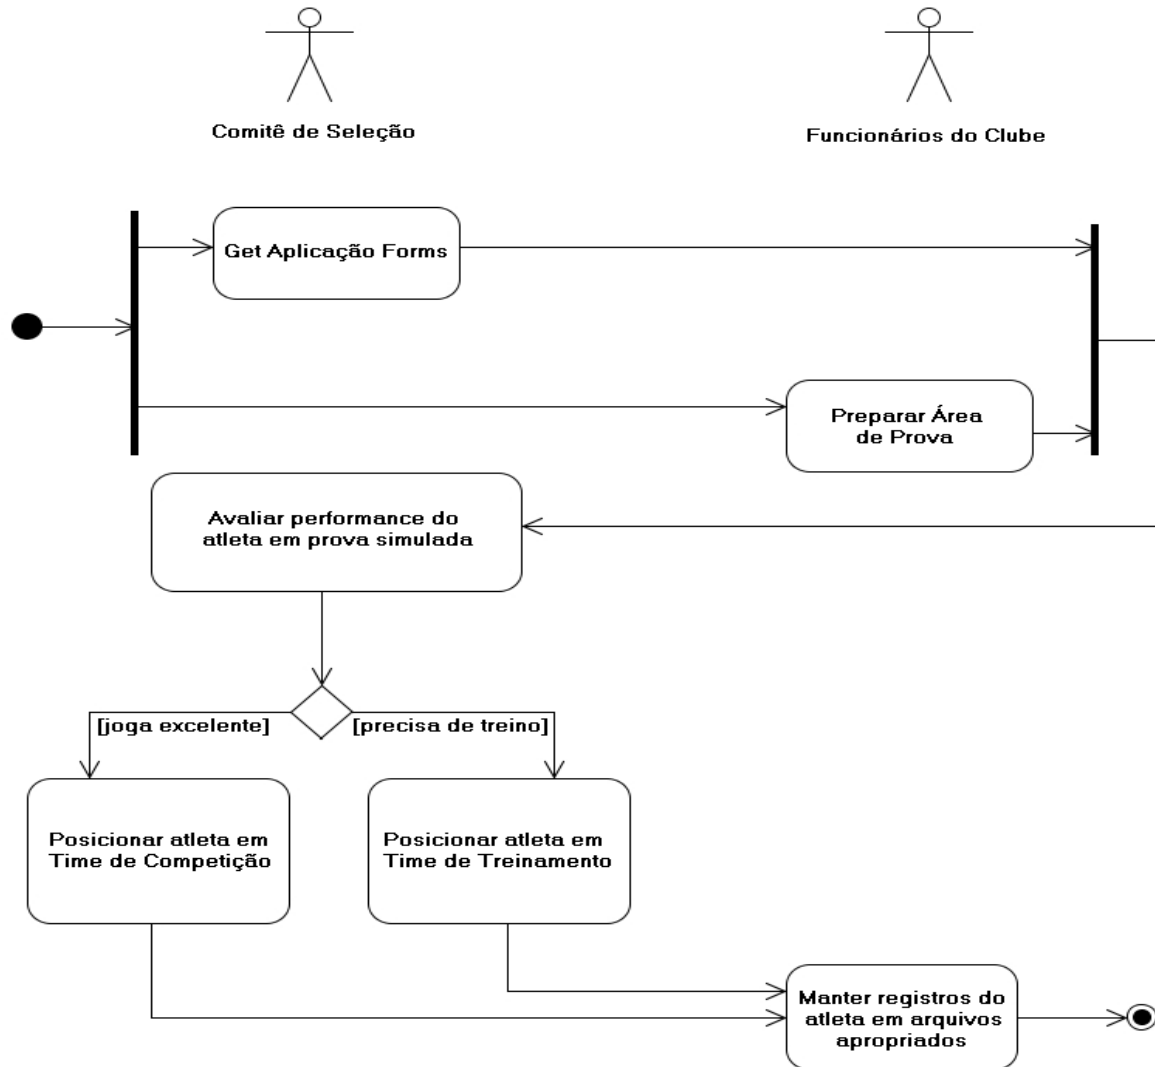 Comitê de Seleção
Funcionários do Clube
Get Aplicação Forms
Preparar Área
de Prova
Avaliar performance do
atleta em prova simulada
[joga excelente]
[precisa de treino]
Posicionar atleta em
Time de Competição
Posicionar atleta em
Time de Treinamento
Manter registros do
atleta em arquivos
apropriados